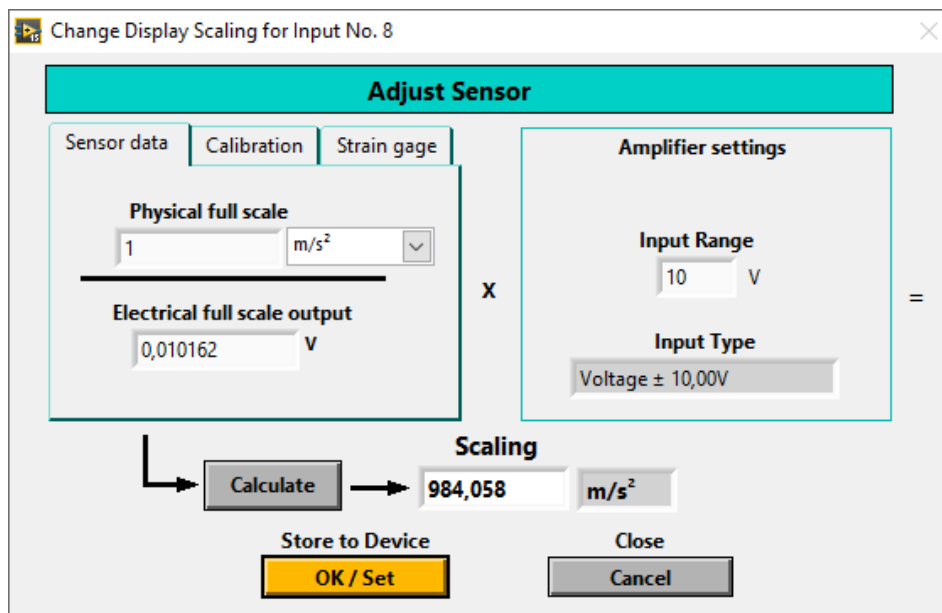 Change Display Scaling for Input No. 8
Adjust Sensor
Sensor data
Calibration
Strain gage
Physical full scale
1
m/s²
Electrical full scale output
0,010162
V
X
Amplifier settings
Input Range
10
V
Input Type
Voltage ± 10,00V
=
Scaling
Calculate
984,058
m/s²
Store to Device
OK / Set
Close
Cancel